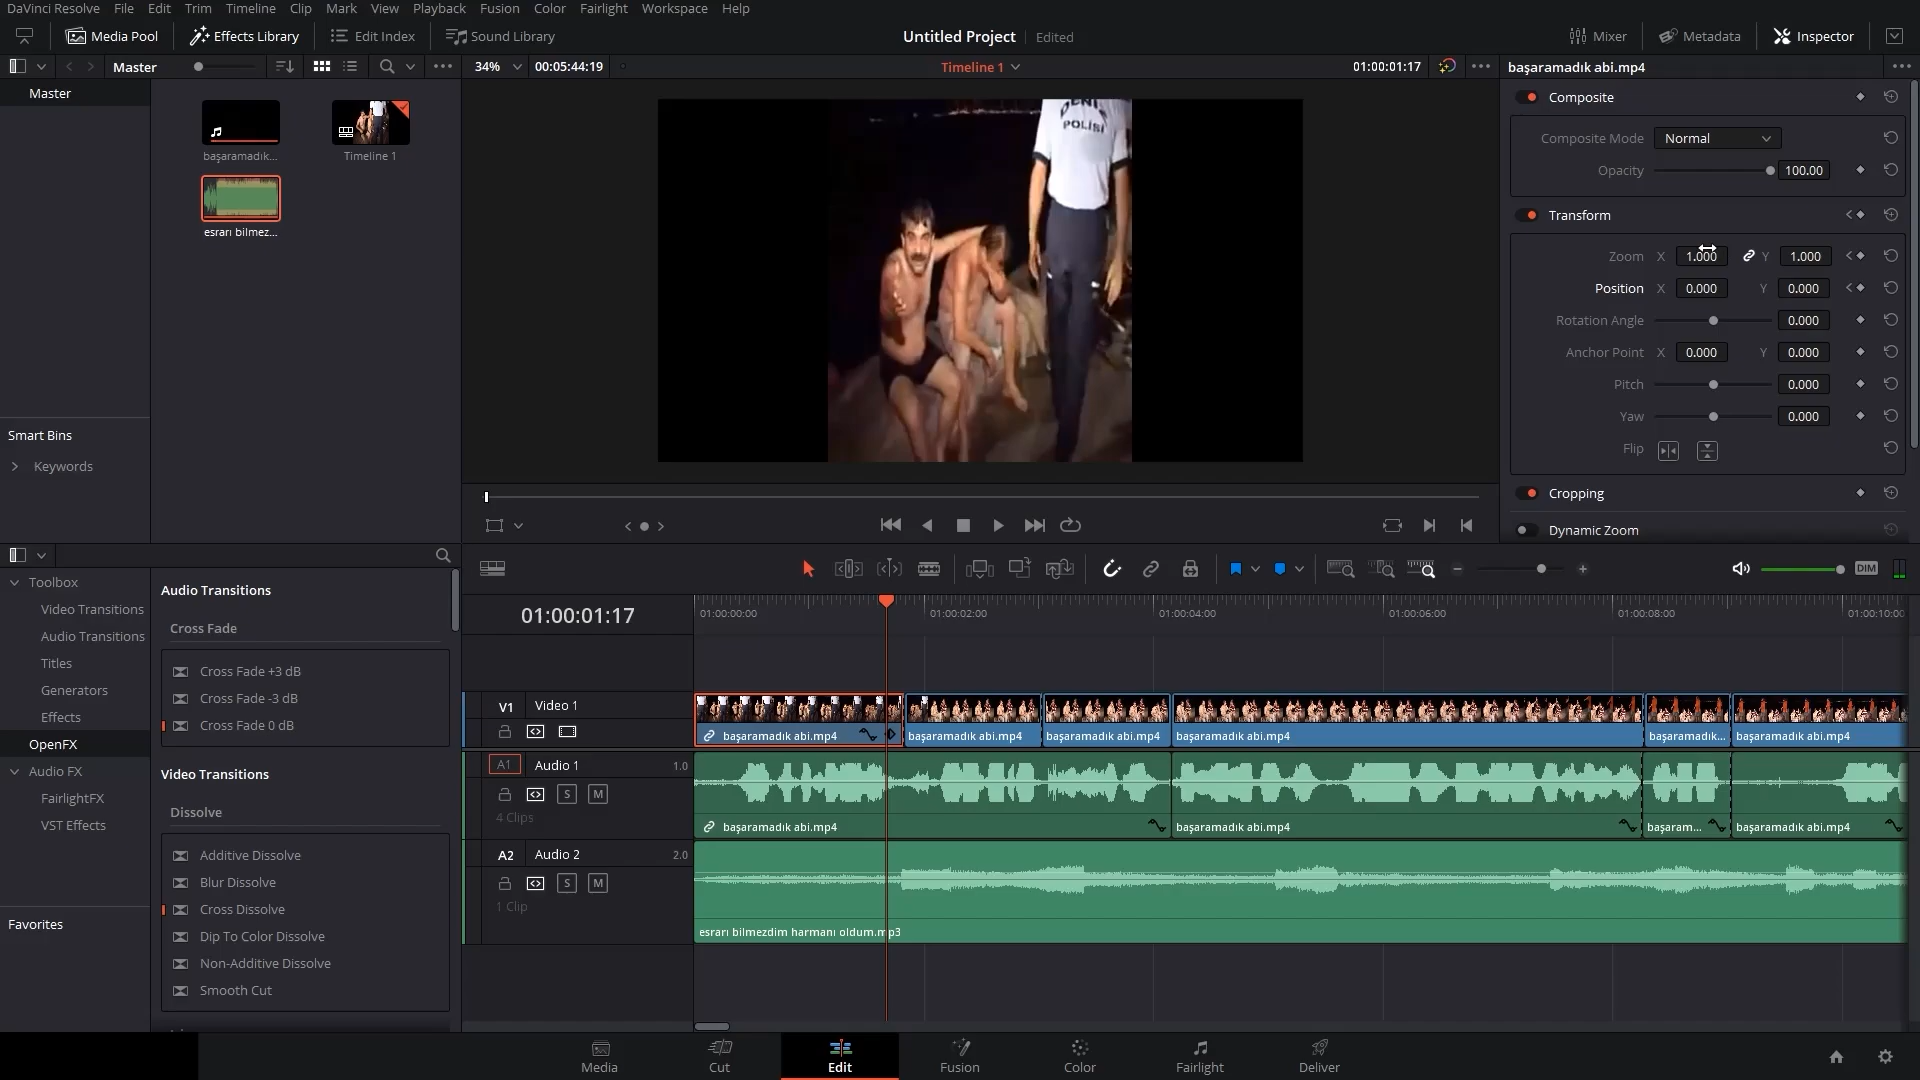 DaVinci Resolve File Edit Trim Timeline Clip Mark View Playback Fusion Color Fairlight Workspace Help
Media Pool Effects Library Edit Index Sound Library Untitled Project Edited Mixer Metadata Inspector
Master 34% 00:05:44:19 Timeline 1 01:00:01:17 başaramadık abi.mp4
Master
başaramadık...
Timeline 1
esrarı bilmez...
Smart Bins
Keywords
POLİSİ
Composite
Composite Mode Normal
Opacity 100.00
Transform
Zoom X 1.000 Y 1.000
Position X 0.000 Y 0.000
Rotation Angle 0.000
Anchor Point X 0.000 Y 0.000
Pitch 0.000
Yaw 0.000
Flip
Cropping
Dynamic Zoom
Toolbox
Video Transitions
Audio Transitions
Titles
Generators
Effects
OpenFX
Audio FX
FairlightFX
VST Effects
Favorites
Audio Transitions
Cross Fade
Cross Fade +3 dB
Cross Fade -3 dB
Cross Fade 0 dB
Video Transitions
Dissolve
Additive Dissolve
Blur Dissolve
Cross Dissolve
Dip To Color Dissolve
Non-Additive Dissolve
Smooth Cut
DIM
01:00:01:17
01:00:00:00 01:00:02:00 01:00:04:00 01:00:06:00 01:00:08:00 01:00:10:00
V1 Video 1
başaramadık abi.mp4 başaramadık abi.mp4 başaramadık abi.mp4 başaramadık abi.mp4 başaramadık... başaramadık abi.mp4
A1 Audio 1 1.0
S M
4 Clips
başaramadık abi.mp4 başaramadık abi.mp4 başaram... başaramadık abi.mp4
A2 Audio 2 2.0
S M
1 Clip
esrarı bilmezdim harmanı oldum.mp3
Media Cut Edit Fusion Color Fairlight Deliver